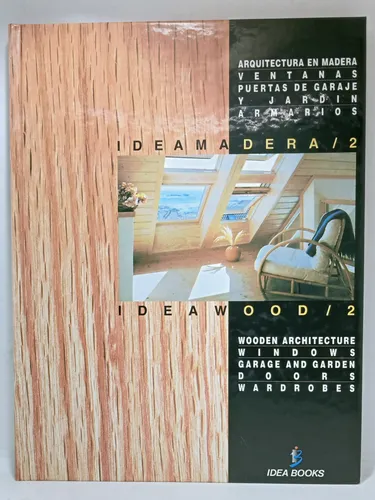 ARQUITECTURA EN MADERA
VENTANAS
PUERTAS DE GARAJE
Y JARDIN
ARMARIOS
IDEAMADERA/2
IDEAWOOD/2
WOODEN ARCHITECTURE
WINDOWS
GARAGE AND GARDEN
DOORS
WARDROBES
IDEA BOOKS